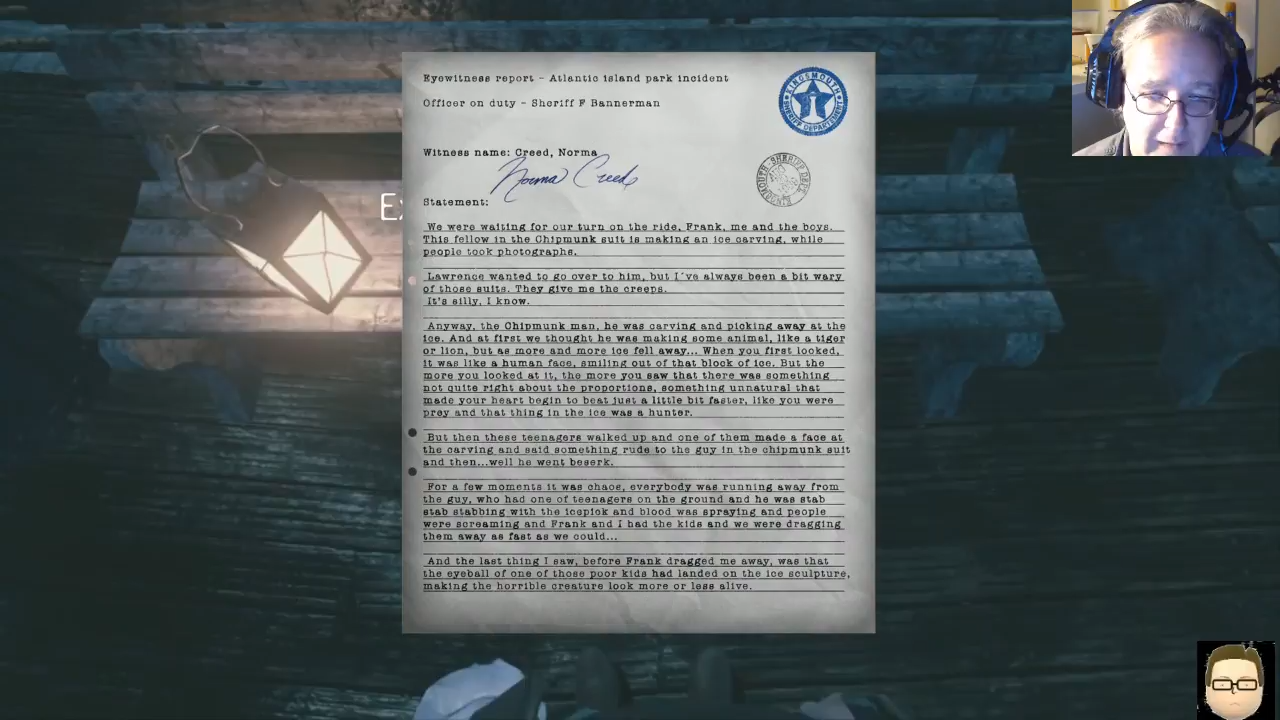 Eyewitness report - Atlantic island park incident
Officer on duty - Sheriff F Bannerman
KINGSMOUTH
SHERIFF DEPARTMENT
Witness name: Creed, Norma
Norma Creed
Statement:
Ex
We were waiting for our turn on the ride, Frank, me and the boys.
This fellow in the Chipmunk suit is making an ice carving, while
people took photographs.
Lawrence wanted to go over to him, but I've always been a bit wary
of those suits. They give me the creeps.
It's silly, I know.
Anyway, the Chipmunk man, he was carving and picking away at the
ice. And at first we thought he was making some animal, like a tiger
or lion, but as more and more ice fell away... When you first looked,
it was like a human face, smiling out of that block of ice. But the
more you looked at it, the more you saw that there was something
not quite right about the proportions, something unnatural that
made your heart begin to beat just a little bit faster, like you were
prey and that thing in the ice was a hunter.
But then these teenagers walked up and one of them made a face at
the carving and said something rude to the guy in the chipmunk suit
and then...well he went beserk.
For a few moments it was chaos, everybody was running away from
the guy, who had one of teenagers on the ground and he was stab
stab stabbing with the icepick and blood was spraying and people
were screaming and Frank and I had the kids and we were dragging
them away as fast as we could...
And the last thing I saw, before Frank dragged me away, was that
the eyeball of one of those poor kids had landed on the ice sculpture,
making the horrible creature look more or less alive.